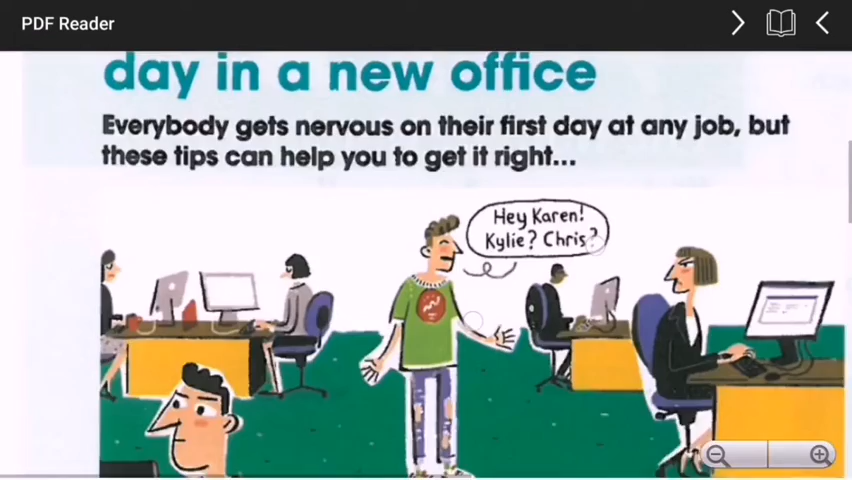 PDF Reader
day in a new office
Everybody gets nervous on their first day at any job, but
these tips can help you to get it right...
Hey Karen!
Kylie? Chris?